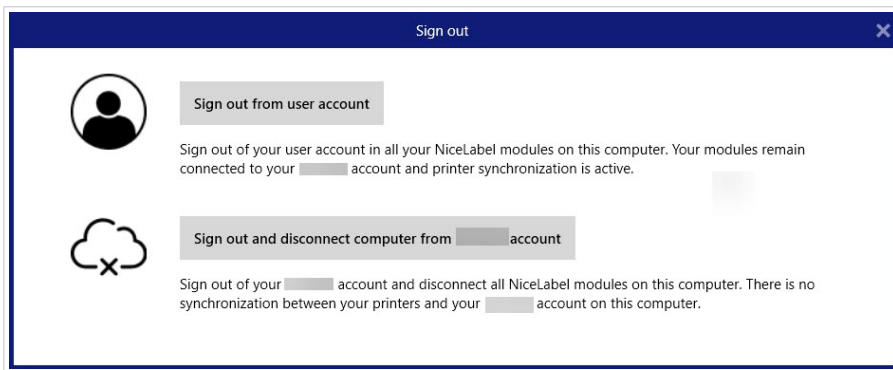 Sign out
Sign out from user account
Sign out of your user account in all your NiceLabel modules on this computer. Your modules remain
connected to your account and printer synchronization is active.
Sign out and disconnect computer from account
Sign out of your account and disconnect all NiceLabel modules on this computer. There is no
synchronization between your printers and your account on this computer.